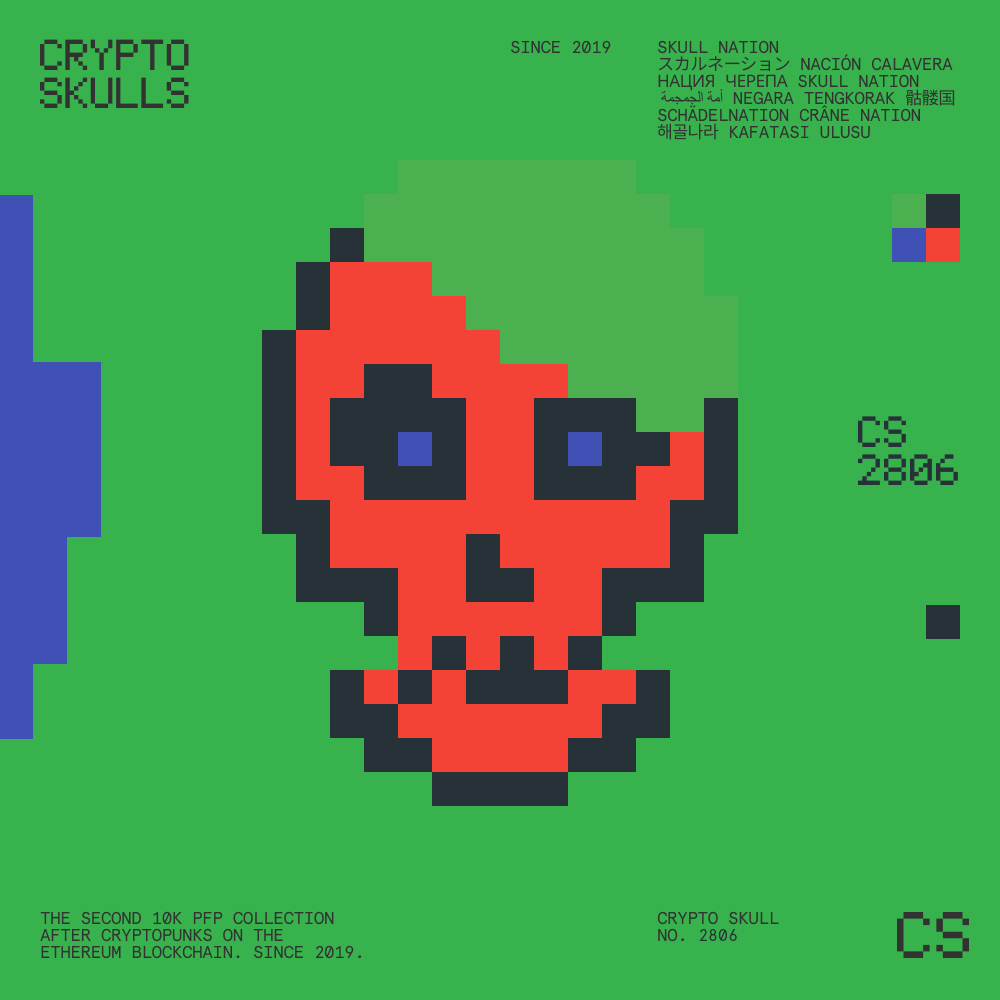 CRYPTO
SKULLS
SINCE 2019
SKULL NATION
スカルネーション NACIÓN CALAVERA
НАЦИЯ ЧЕРЕПА SKULL NATION
أمة الجمجمة NEGARA TENGKORAK 骷髅国
SCHÄDELNATION CRÂNE NATION
해골나라 KAFATASI ULUSU
CS
2806
THE SECOND 10K PFP COLLECTION
AFTER CRYPTOPUNKS ON THE
ETHEREUM BLOCKCHAIN. SINCE 2019.
CRYPTO SKULL
NO. 2806
CS